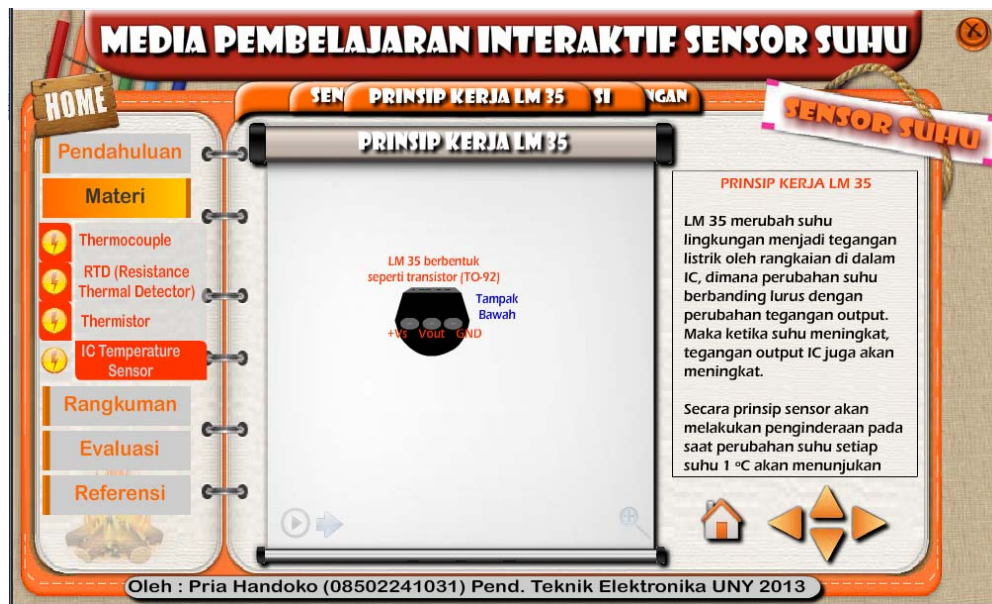 MEDIA PEMBELAJARAN INTERAKTIF SENSOR SUHU
HOME
SEN PRINSIP KERJA LM 35 SI NGAN
SENSOR SUHU
Pendahuluan
Materi
Thermocouple
RTD (Resistance
Thermal Detector)
Thermistor
IC Temperature
Sensor
Rangkuman
Evaluasi
Referensi
PRINSIP KERJA LM 35
LM 35 berbentuk
seperti transistor (TO-92)
Tampak
Bawah
+Vs Vout GND
PRINSIP KERJA LM 35
LM 35 merubah suhu
lingkungan menjadi tegangan
listrik oleh rangkaian di dalam
IC, dimana perubahan suhu
berbanding lurus dengan
perubahan tegangan output.
Maka ketika suhu meningkat,
tegangan output IC juga akan
meningkat.
Secara prinsip sensor akan
melakukan penginderaan pada
saat perubahan suhu setiap
suhu 1 ºC akan menunjukan
Oleh : Pria Handoko (08502241031) Pend. Teknik Elektronika UNY 2013